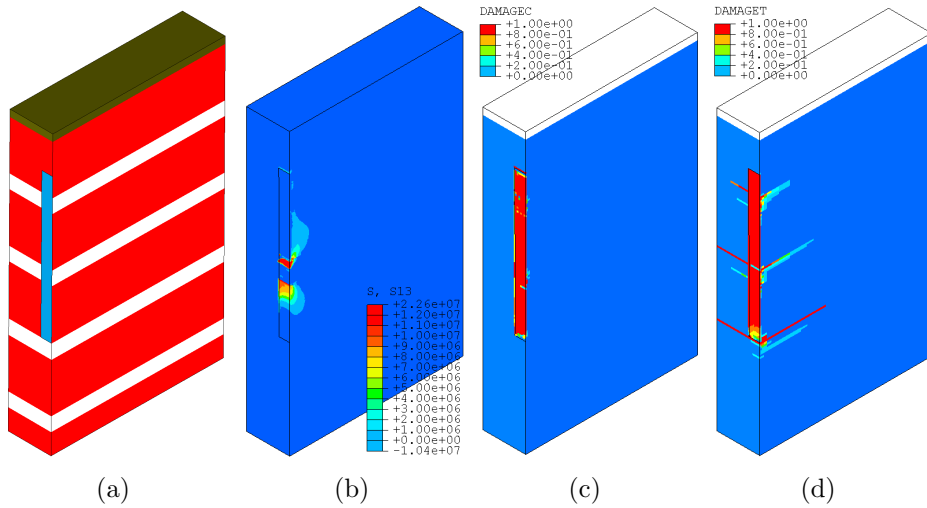 DAMAGEC
+1.00e+00
+8.00e-01
+6.00e-01
+4.00e-01
+2.00e-01
+0.00e+00
DAMAGET
+1.00e+00
+8.00e-01
+6.00e-01
+4.00e-01
+2.00e-01
+0.00e+00
S, S13
+2.26e+07
+1.20e+07
+1.10e+07
+1.00e+07
+9.00e+06
+8.00e+06
+7.00e+06
+6.00e+06
+5.00e+06
+4.00e+06
+3.00e+06
+2.00e+06
+1.00e+06
+0.00e+00
-1.04e+07
(a)
(b)
(c)
(d)